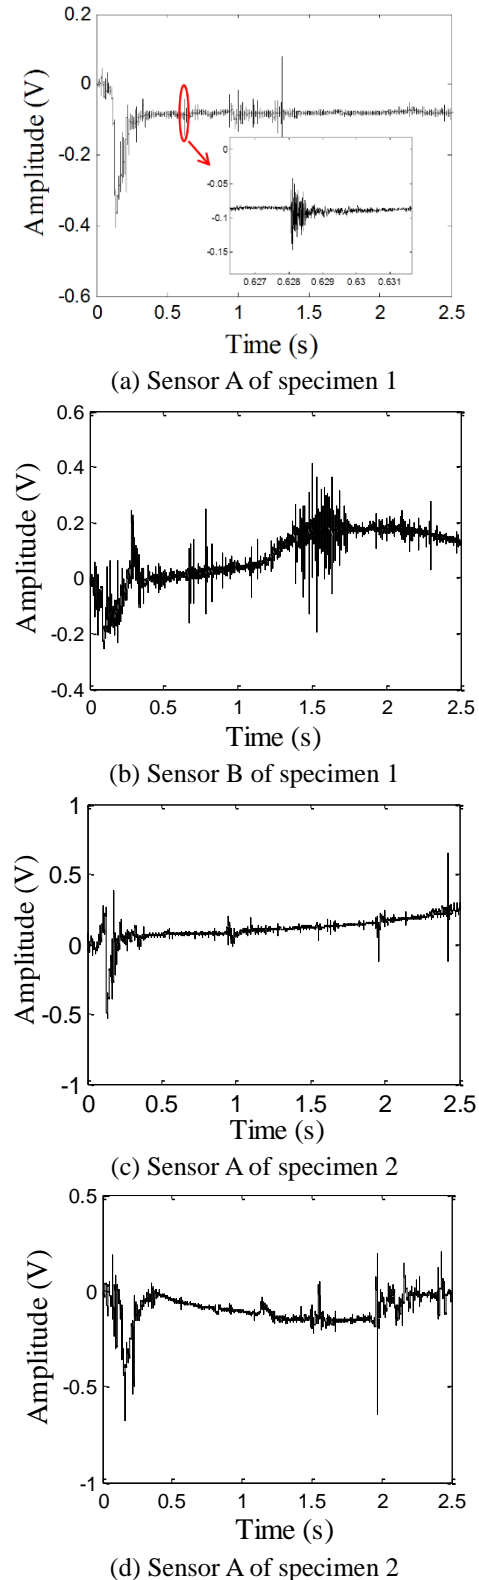 0.2
0
-0.2
-0.4
-0.6
Amplitude (V)
0
-0.05
-0.1
-0.15
0.627 0.628 0.629 0.63 0.631
0 0.5 1 1.5 2 2.5
Time (s)
(a) Sensor A of specimen 1
0.6
0.4
0.2
0
-0.2
-0.4
Amplitude (V)
0 0.5 1 1.5 2 2.5
Time (s)
(b) Sensor B of specimen 1
1
0.5
0
-0.5
-1
Amplitude (V)
0 0.5 1 1.5 2 2.5
Time (s)
(c) Sensor A of specimen 2
0.5
0
-0.5
-1
Amplitude (V)
0 0.5 1 1.5 2 2.5
Time (s)
(d) Sensor A of specimen 2